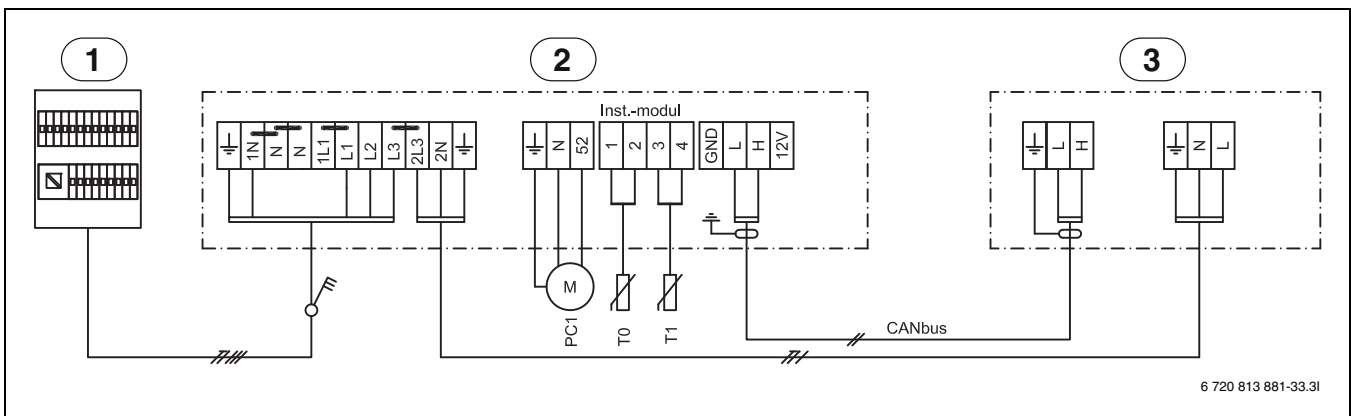 1
2
3
Inst.-modul
1N N N 1L1 L1 L2 L3 2L3 2N
N 52
1 2 3 4
GND L H 12V
L H
N L
M
PC1
T0
T1
CANbus
6 720 813 881-33.3I